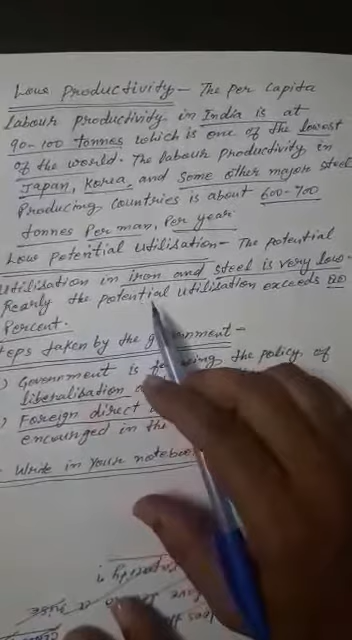 Low Productivity - The per capita
labour productivity in India is at
90-100 tonnes which is one of the lowest
of the world. The labour productivity in
Japan, Korea, and some other major steel
Producing countries is about 600-700
tonnes Per man, Per year
Low Potential Utilisation - The potential
utilisation in iron and steel is very low.
Rearly the potential utilisation exceeds 80
Percent.
teps taken by the government -
) Government is the policy of
liberalisation
) Foreign direct
encouraged in the
Write in your notebook